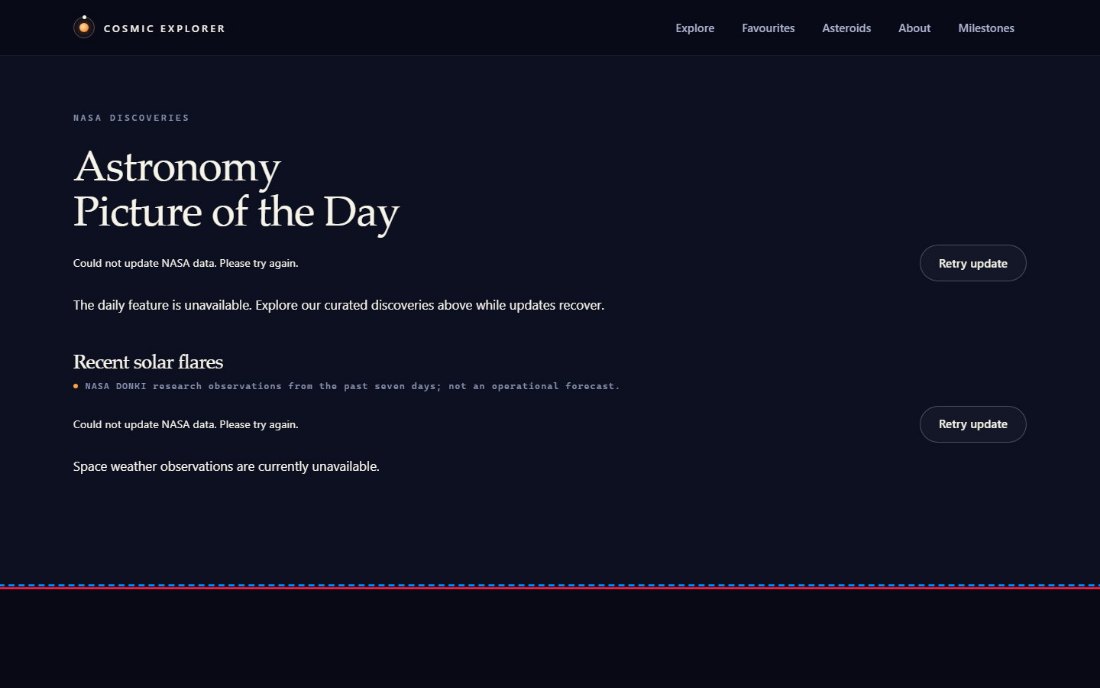 COSMIC EXPLORER
Explore
Favourites
Asteroids
About
Milestones
NASA DISCOVERIES
Astronomy
Picture of the Day
Could not update NASA data. Please try again.
Retry update
The daily feature is unavailable. Explore our curated discoveries above while updates recover.
Recent solar flares
NASA DONKI research observations from the past seven days; not an operational forecast.
Could not update NASA data. Please try again.
Retry update
Space weather observations are currently unavailable.